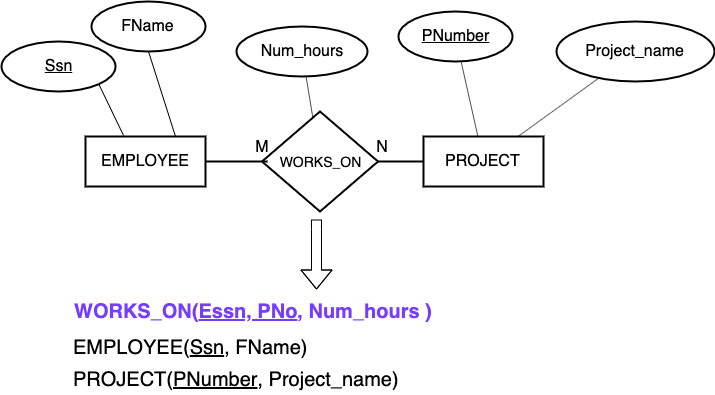 FName
Ssn
Num_hours
PNumber
Project_name
EMPLOYEE
M
WORKS_ON
N
PROJECT
WORKS_ON(Essn, PNo, Num_hours )
EMPLOYEE(Ssn, FName)
PROJECT(PNumber, Project_name)